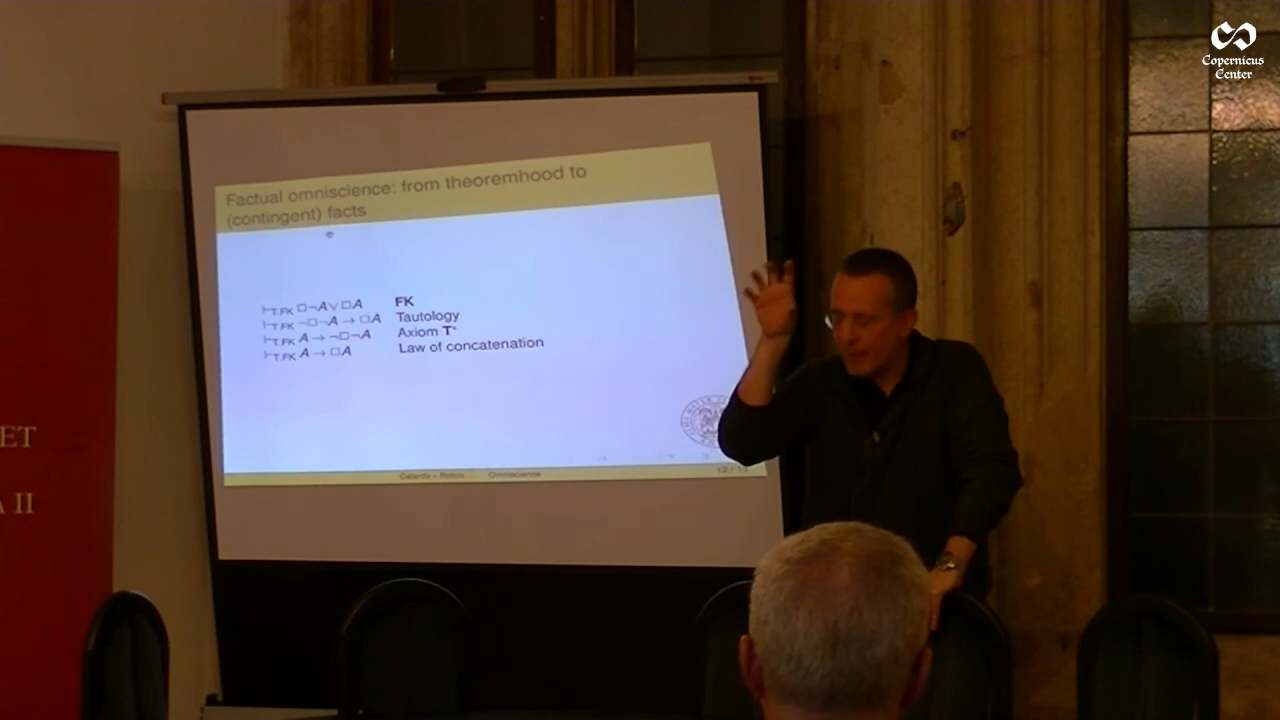 Copernicus
Center
Factual omniscience: from theoremhood to
(contingent) facts
⊢T.FK □¬A∨□A FK
⊢T.FK ¬□¬A → □A Tautology
⊢T.FK A → ¬□¬A Axiom T*
⊢T.FK A → □A Law of concatenation
Omniscience
ET
A II